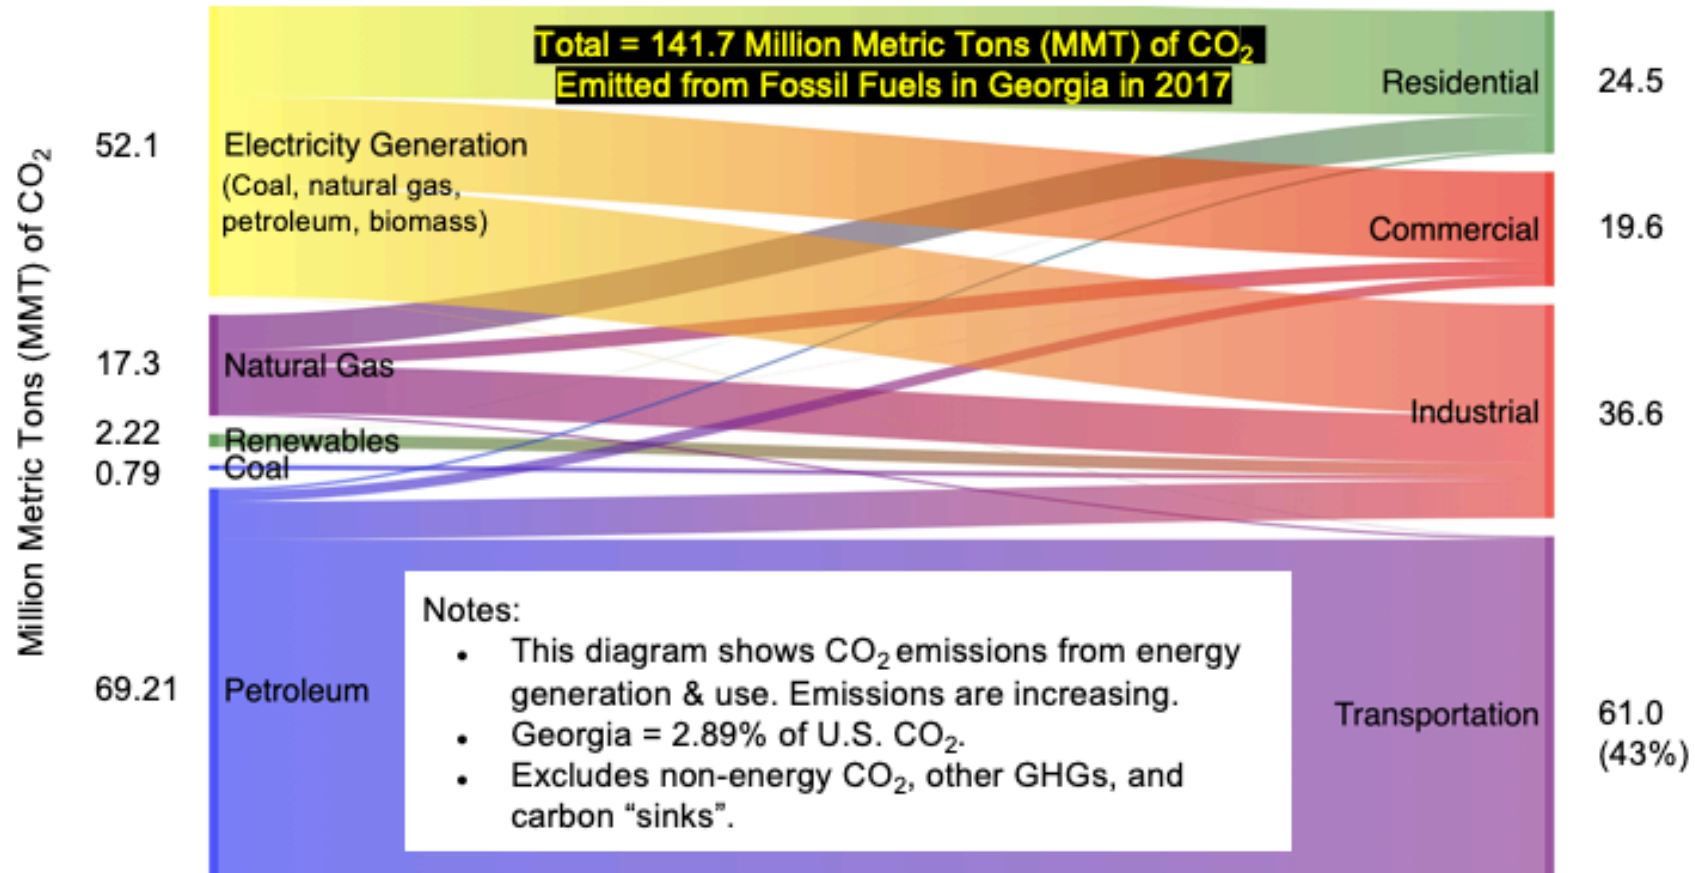 Total = 141.7 Million Metric Tons (MMT) of CO₂
Emitted from Fossil Fuels in Georgia in 2017
Million Metric Tons (MMT) of CO₂
52.1
Electricity Generation
(Coal, natural gas,
petroleum, biomass)
17.3
Natural Gas
2.22
Renewables
0.79
Coal
69.21
Petroleum
Residential
24.5
Commercial
19.6
Industrial
36.6
Transportation
61.0
(43%)
Notes:
• This diagram shows CO₂ emissions from energy
generation & use. Emissions are increasing.
• Georgia = 2.89% of U.S. CO₂.
• Excludes non-energy CO₂, other GHGs, and
carbon “sinks”.